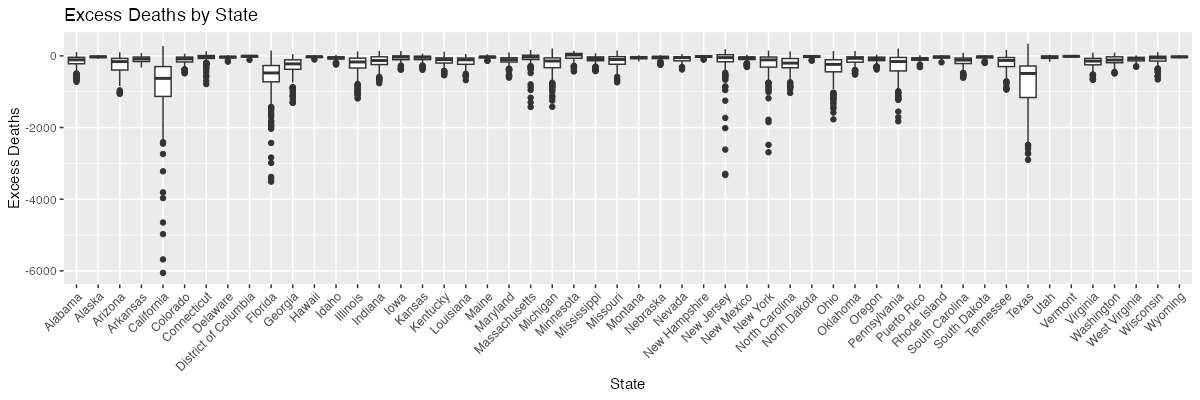 Excess Deaths by State
Excess Deaths
0
-2000
-4000
-6000
Alabama
Alaska
Arizona
Arkansas
California
Colorado
Connecticut
Delaware
District of Columbia
Florida
Georgia
Hawaii
Idaho
Illinois
Indiana
Iowa
Kansas
Kentucky
Louisiana
Maine
Maryland
Massachusetts
Michigan
Minnesota
Mississippi
Missouri
Montana
Nebraska
Nevada
New Hampshire
New Jersey
New Mexico
New York
North Carolina
North Dakota
Ohio
Oklahoma
Oregon
Pennsylvania
Puerto Rico
Rhode Island
South Carolina
South Dakota
Tennessee
Texas
Utah
Vermont
Virginia
Washington
West Virginia
Wisconsin
Wyoming
State